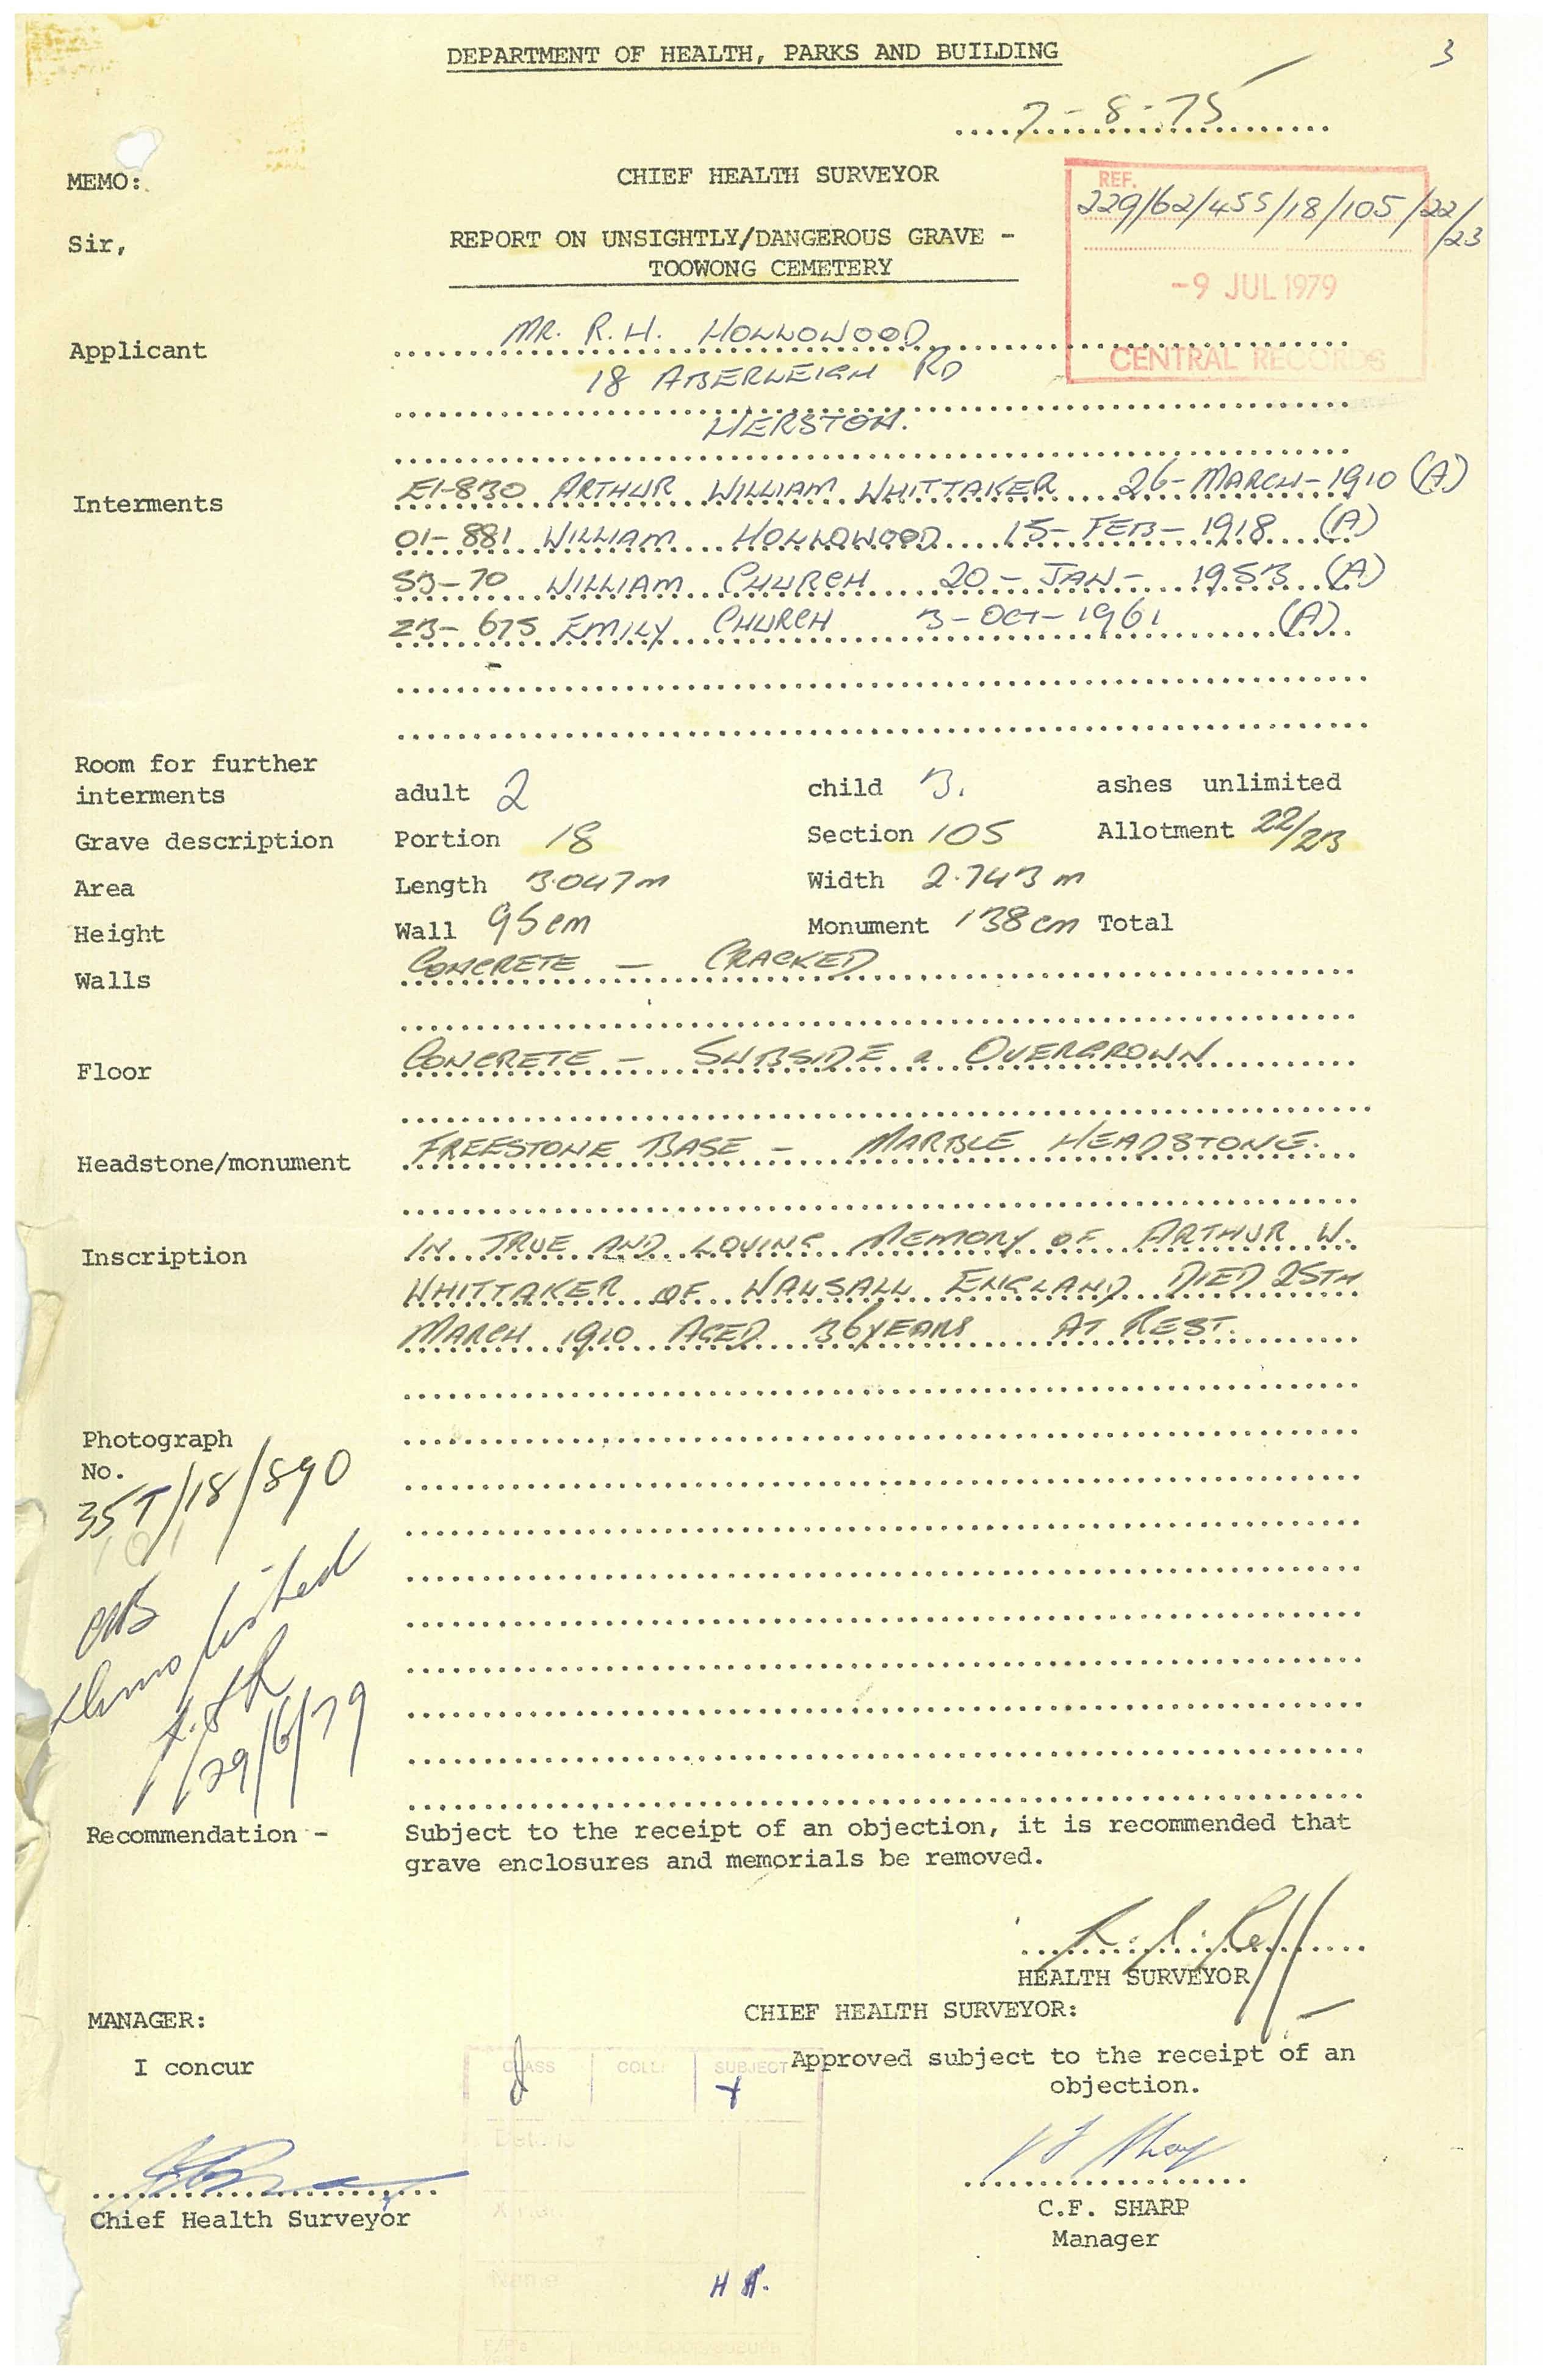 DEPARTMENT OF HEALTH, PARKS AND BUILDING
3
7-8-75
MEMO:
CHIEF HEALTH SURVEYOR
REF.
229/62/455/18/105/22/23
Sir,
REPORT ON UNSIGHTLY/DANGEROUS GRAVE -
TOOWONG CEMETERY
-9 JUL 1979
CENTRAL RECORDS
Applicant MR. R.H. HOLLOWOOD
18 ABERLEIGH RD
HERSTON.
Interments E1-830 ARTHUR WILLIAM WHITTAKER 26-MARCH-1910 (A)
01-881 WILLIAM HOLLOWOOD 15-FEB-1918 (A)
53-70 WILLIAM CHURCH 20-JAN-1953 (A)
Z3-675 EMILY CHURCH 3-OCT-1961 (A)
Room for further
interments adult 2 child 3. ashes unlimited
Grave description Portion 18 Section 105 Allotment 22/23
Area Length 3.047m Width 2.743m
Height Wall 95cm Monument 138cm Total
Walls CONCRETE - CRACKED
Floor CONCRETE - SUBSIDE & OVERGROWN
Headstone/monument FREESTONE BASE - MARBLE HEADSTONE.
Inscription IN TRUE AND LOVING MEMORY OF ARTHUR W.
WHITTAKER OF WALSALL ENGLAND DIED 25TH
MARCH 1910 AGED 36 YEARS AT REST.
Photograph
No.
35T/18/890
29/6/79
Recommendation - Subject to the receipt of an objection, it is recommended that
grave enclosures and memorials be removed.
HEALTH SURVEYOR
MANAGER:
CHIEF HEALTH SURVEYOR:
I concur
CLASS COLL. SUBJECT
Approved subject to the receipt of an
objection.
Details
Name
Chief Health Surveyor
C.F. SHARP
Manager